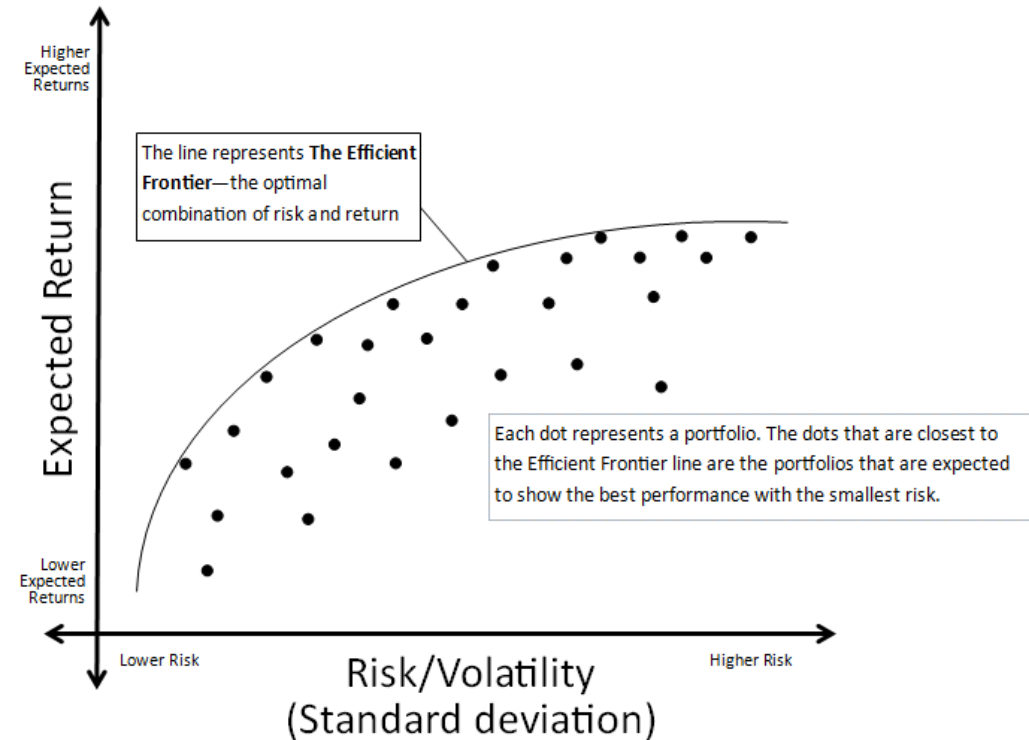 Higher
Expected
Returns
The line represents The Efficient
Frontier—the optimal
combination of risk and return
Expected Return
Each dot represents a portfolio. The dots that are closest to
the Efficient Frontier line are the portfolios that are expected
to show the best performance with the smallest risk.
Lower
Expected
Returns
Lower Risk
Higher Risk
Risk/Volatility
(Standard deviation)